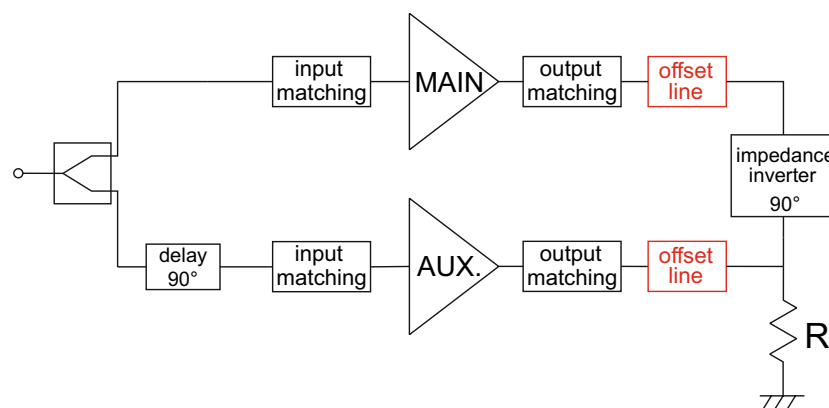 input
matching
MAIN
output
matching
offset
line
impedance
inverter
90°
delay
90°
input
matching
AUX.
output
matching
offset
line
R